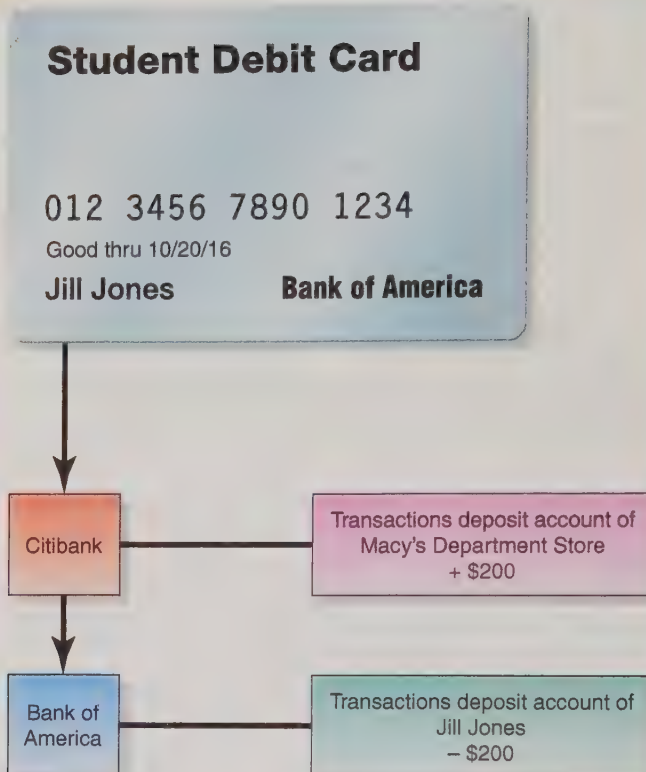 Student Debit Card
012 3456 7890 1234
Good thru 10/20/16
Jill Jones
Bank of America
Citibank
Transactions deposit account of
Macy's Department Store
+ $200
Bank of
America
Transactions deposit account of
Jill Jones
− $200